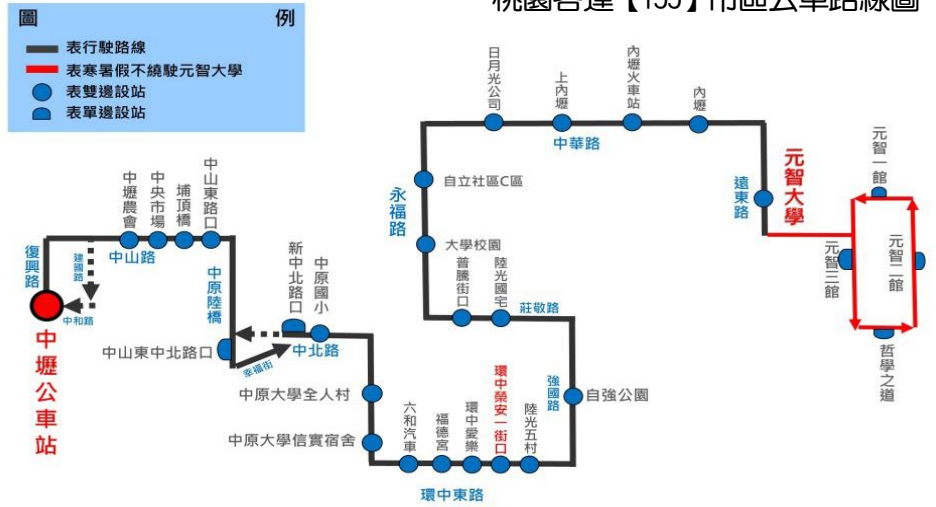 桃園客運【155】市區公車路線圖
圖 例
表行駛路線
表寒暑假不繞駛元智大學
表雙邊設站
表單邊設站
日月光公司
上內壢
內壢火車站
內壢
中華路
元智大學
遠東路
元智一館
元智二館
元智三館
哲學之道
自立社區C區
永福路
大學校園
普騰街口
陸光國宅
莊敬路
強國路
自強公園
中壢農會
中央市場
埔頂橋
中山東路口
中山路
復興路
建國路
中和路
中壢公車站
中原陸橋
中山東中北路口
幸福街
新中北路口
中原國小
中北路
中原大學全人村
中原大學信實宿舍
六和汽車
福德宮
環中愛樂
環中榮安一街口
陸光五村
環中東路